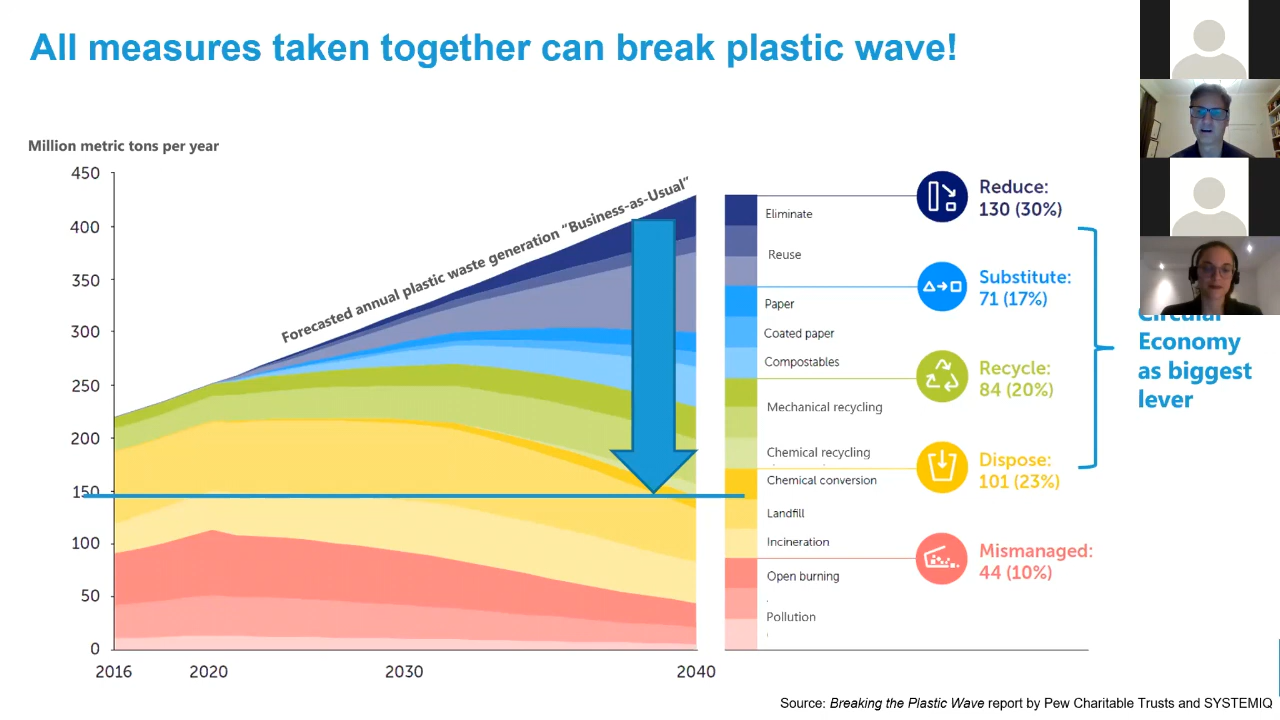 All measures taken together can break plastic wave!
Million metric tons per year
450
400
350
300
250
200
150
100
50
0
2016
2020
2030
2040
Forecasted annual plastic waste generation “Business-as-Usual”
Eliminate
Reuse
Paper
Coated paper
Compostables
Mechanical recycling
Chemical recycling
Chemical conversion
Landfill
Incineration
Open burning
Pollution
Reduce:
130 (30%)
Substitute:
71 (17%)
Recycle:
84 (20%)
Dispose:
101 (23%)
Mismanaged:
44 (10%)
Circular
Economy
as biggest
lever
Source: Breaking the Plastic Wave report by Pew Charitable Trusts and SYSTEMIQ